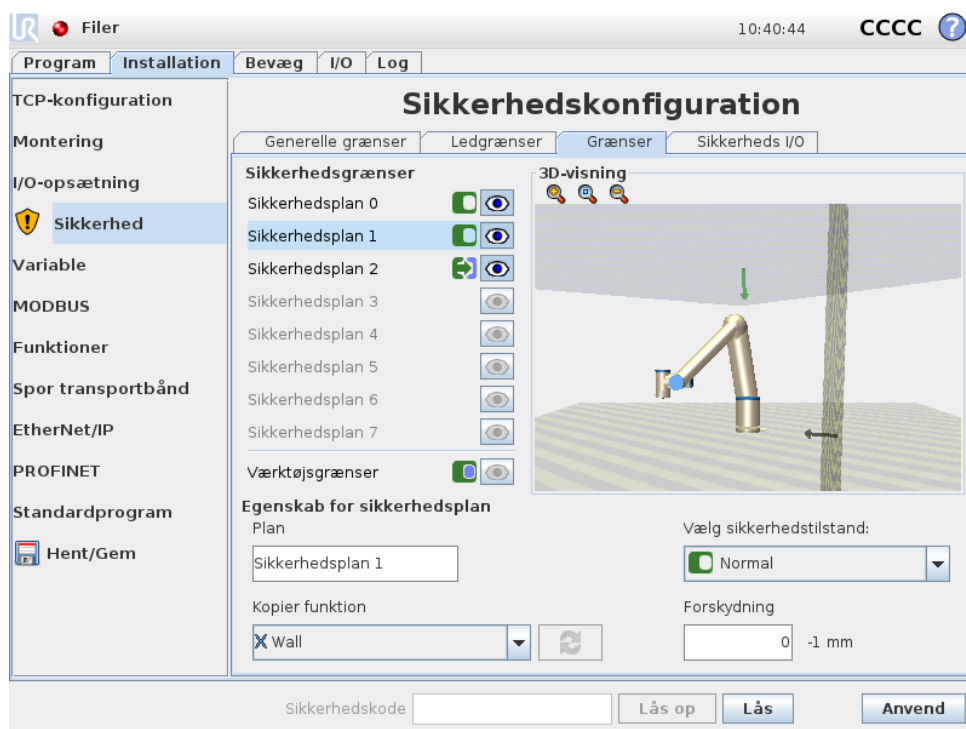 UR Filer 10:40:44 CCCC ?
Program Installation Bevæg I/O Log
TCP-konfiguration
Montering
I/O-opsætning
Sikkerhed
Variable
MODBUS
Funktioner
Spor transportbånd
EtherNet/IP
PROFINET
Standardprogram
Hent/Gem
Sikkerhedskonfiguration
Generelle grænser Ledgrænser Grænser Sikkerheds I/O
Sikkerhedsgrænser
Sikkerhedsplan 0
Sikkerhedsplan 1
Sikkerhedsplan 2
Sikkerhedsplan 3
Sikkerhedsplan 4
Sikkerhedsplan 5
Sikkerhedsplan 6
Sikkerhedsplan 7
Værktøjsgrænser
3D-visning
Egenskab for sikkerhedsplan
Plan
Sikkerhedsplan 1
Kopier funktion
Wall
Vælg sikkerhedstilstand:
Normal
Forskydning
0 -1 mm
Sikkerhedskode Lås op Lås Anvend